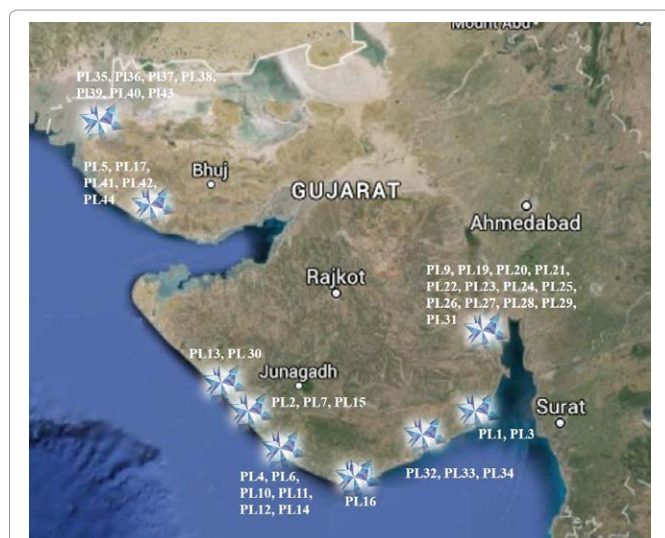 Mount Abu
PL35, Pl36, Pl37, PL38,
Pl39, PL40, Pl43
PL5, PL17,
PL41, PL42,
PL44
Bhuj
GUJARAT
Ahmedabad
Rajkot
PL9, PL19, PL20, PL21,
PL22, PL23, PL24, PL25,
PL26, PL27, PL28, PL29,
PL31
PL13, PL 30
Junagadh
PL2, PL7, PL15
Surat
PL1, PL3
PL4, PL6,
PL10, PL11,
PL12, PL14
PL16
PL32, PL33, PL34